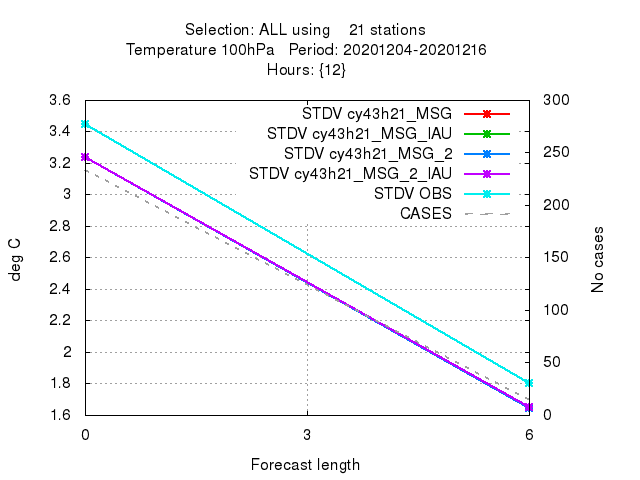 Selection: ALL using 21 stations
Temperature 100hPa Period: 20201204-20201216
Hours: {12}
3.6
3.4
3.2
3
2.8
2.6
2.4
2.2
2
1.8
1.6
deg C
STDV cy43h21_MSG
STDV cy43h21_MSG_IAU
STDV cy43h21_MSG_2
STDV cy43h21_MSG_2_IAU
STDV OBS
CASES
300
250
200
150
100
50
0
No cases
0 3 6
Forecast length